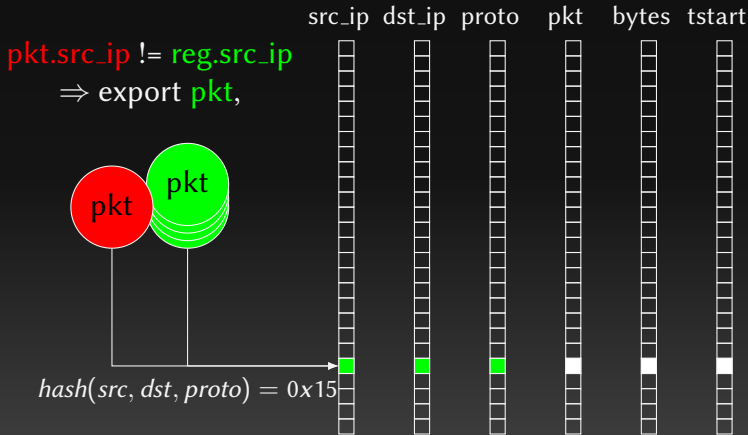 src_ip dst_ip proto pkt bytes tstart
pkt.src_ip != reg.src_ip
⇒ export pkt,
pkt
pkt
hash(src, dst, proto) = 0x15